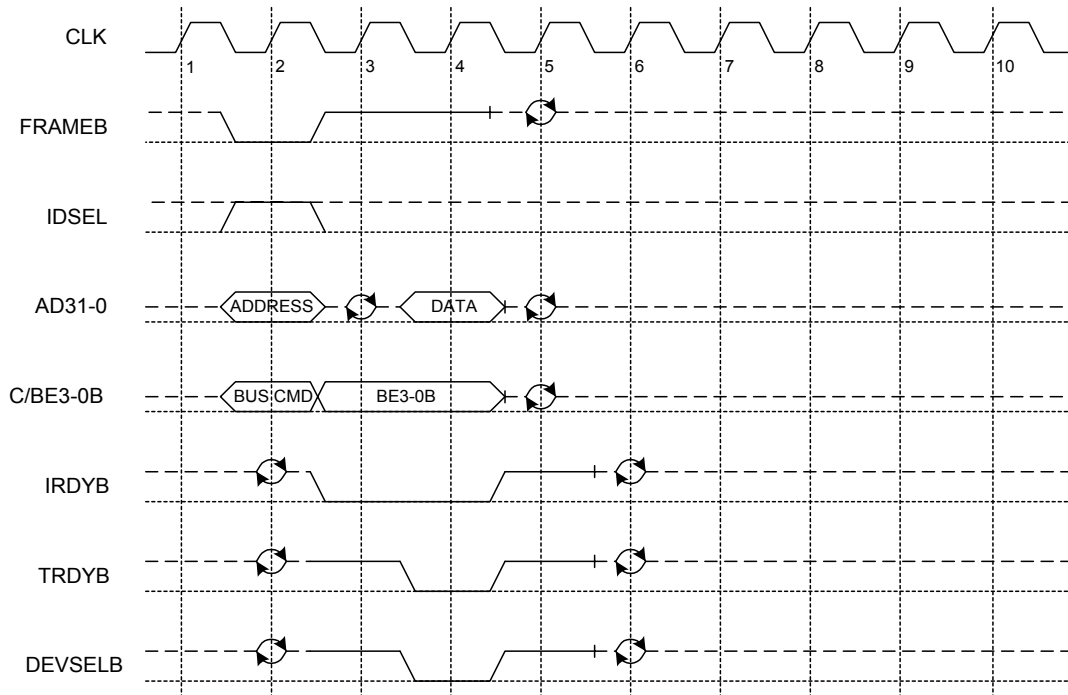 CLK
1 2 3 4 5 6 7 8 9 10
FRAMEB
IDSEL
AD31-0 ADDRESS DATA
C/BE3-0B BUS CMD BE3-0B
IRDYB
TRDYB
DEVSELB